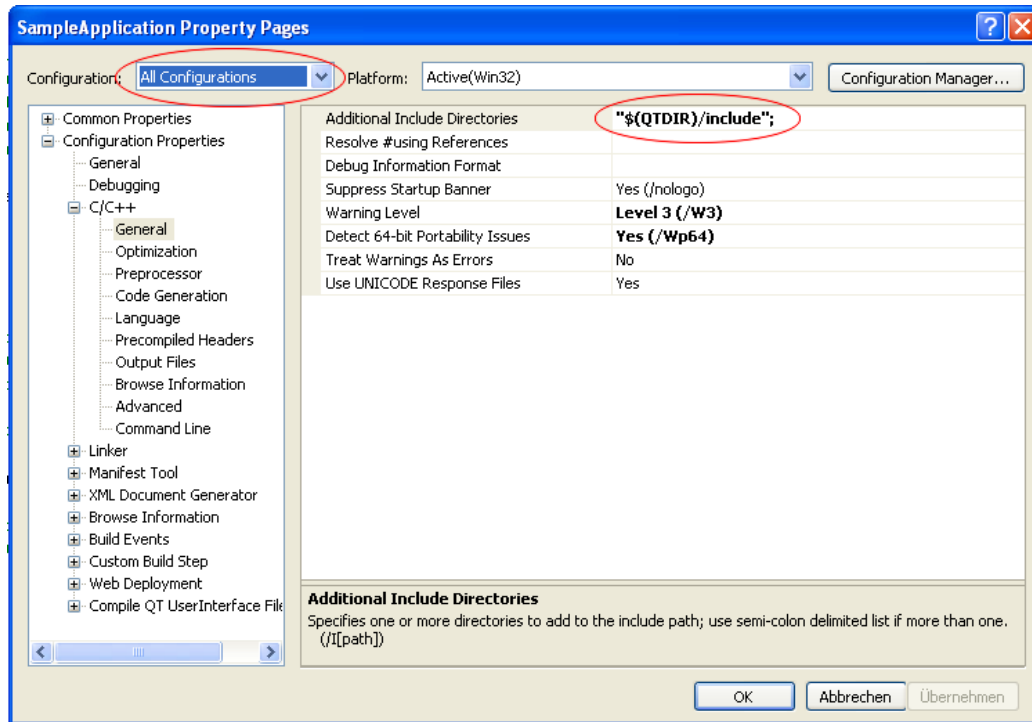 SampleApplication Property Pages
Configuration: All Configurations Platform: Active(Win32) Configuration Manager...
Common Properties
Configuration Properties
General
Debugging
C/C++
General
Optimization
Preprocessor
Code Generation
Language
Precompiled Headers
Output Files
Browse Information
Advanced
Command Line
Linker
Manifest Tool
XML Document Generator
Browse Information
Build Events
Custom Build Step
Web Deployment
Compile QT UserInterface File
Additional Include Directories "$(QTDIR)/include";
Resolve #using References
Debug Information Format
Suppress Startup Banner Yes (/nologo)
Warning Level Level 3 (/W3)
Detect 64-bit Portability Issues Yes (/Wp64)
Treat Warnings As Errors No
Use UNICODE Response Files Yes
Additional Include Directories
Specifies one or more directories to add to the include path; use semi-colon delimited list if more than one.
(/I[path])
OK Abbrechen Übernehmen